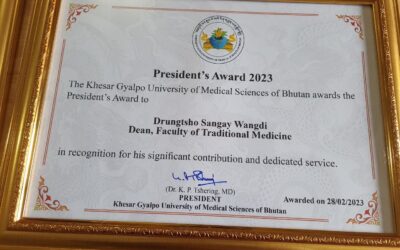 President's Award 2023
The Khesar Gyalpo University of Medical Sciences of Bhutan awards the
President's Award to
Drungtsho Sangay Wangdi
Dean, Faculty of Traditional Medicine
in recognition for his significant contribution and dedicated service.
(Dr. K. P. Tshering, MD)
PRESIDENT
Khesar Gyalpo University of Medical Sciences of Bhutan
Awarded on 28/02/2023